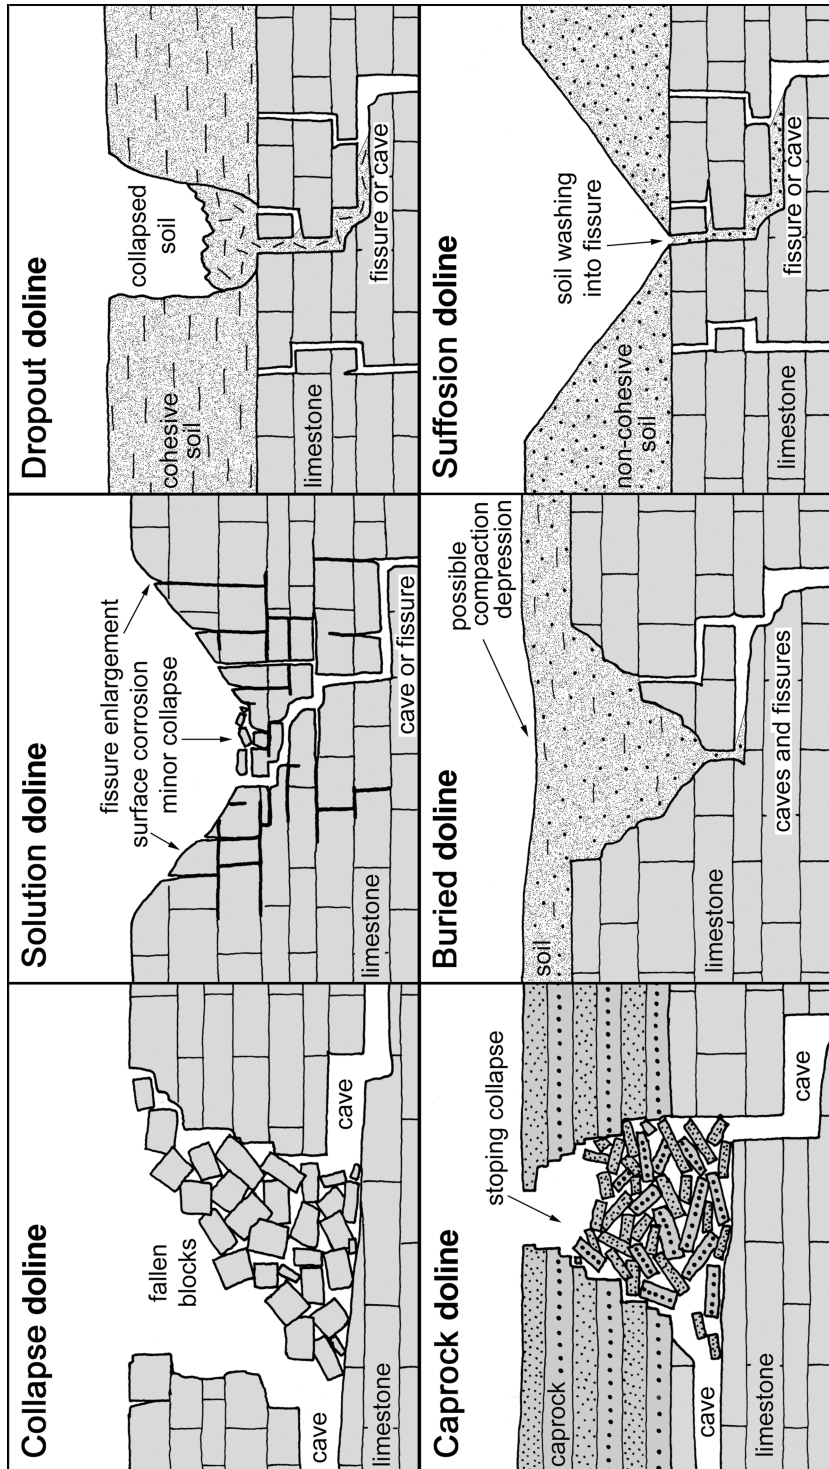 Collapse doline
fallen
blocks
cave
cave
limestone
Solution doline
fissure enlargement
surface corrosion
minor collapse
limestone
cave or fissure
Dropout doline
collapsed
soil
cohesive
soil
limestone
fissure or cave
Caprock doline
stoping collapse
caprock
cave
cave
limestone
Buried doline
possible
compaction
depression
soil
limestone
caves and fissures
Suffosion doline
soil washing
into fissure
non-cohesive
soil
limestone
fissure or cave